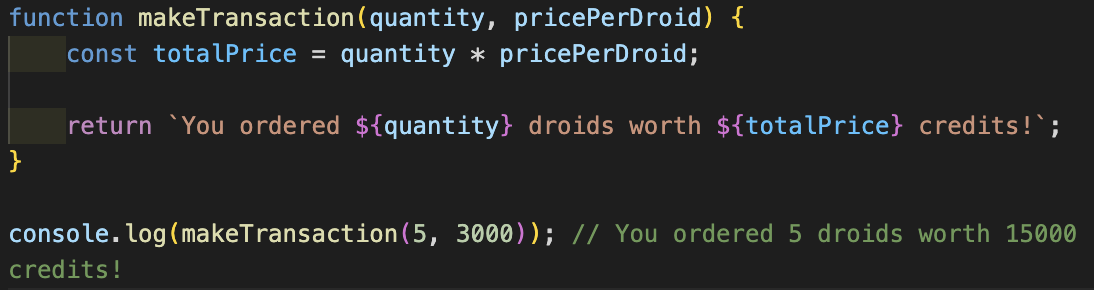 function makeTransaction(quantity, pricePerDroid) {
    const totalPrice = quantity * pricePerDroid;

    return `You ordered ${quantity} droids worth ${totalPrice} credits!`;
}

console.log(makeTransaction(5, 3000)); // You ordered 5 droids worth 15000
credits!